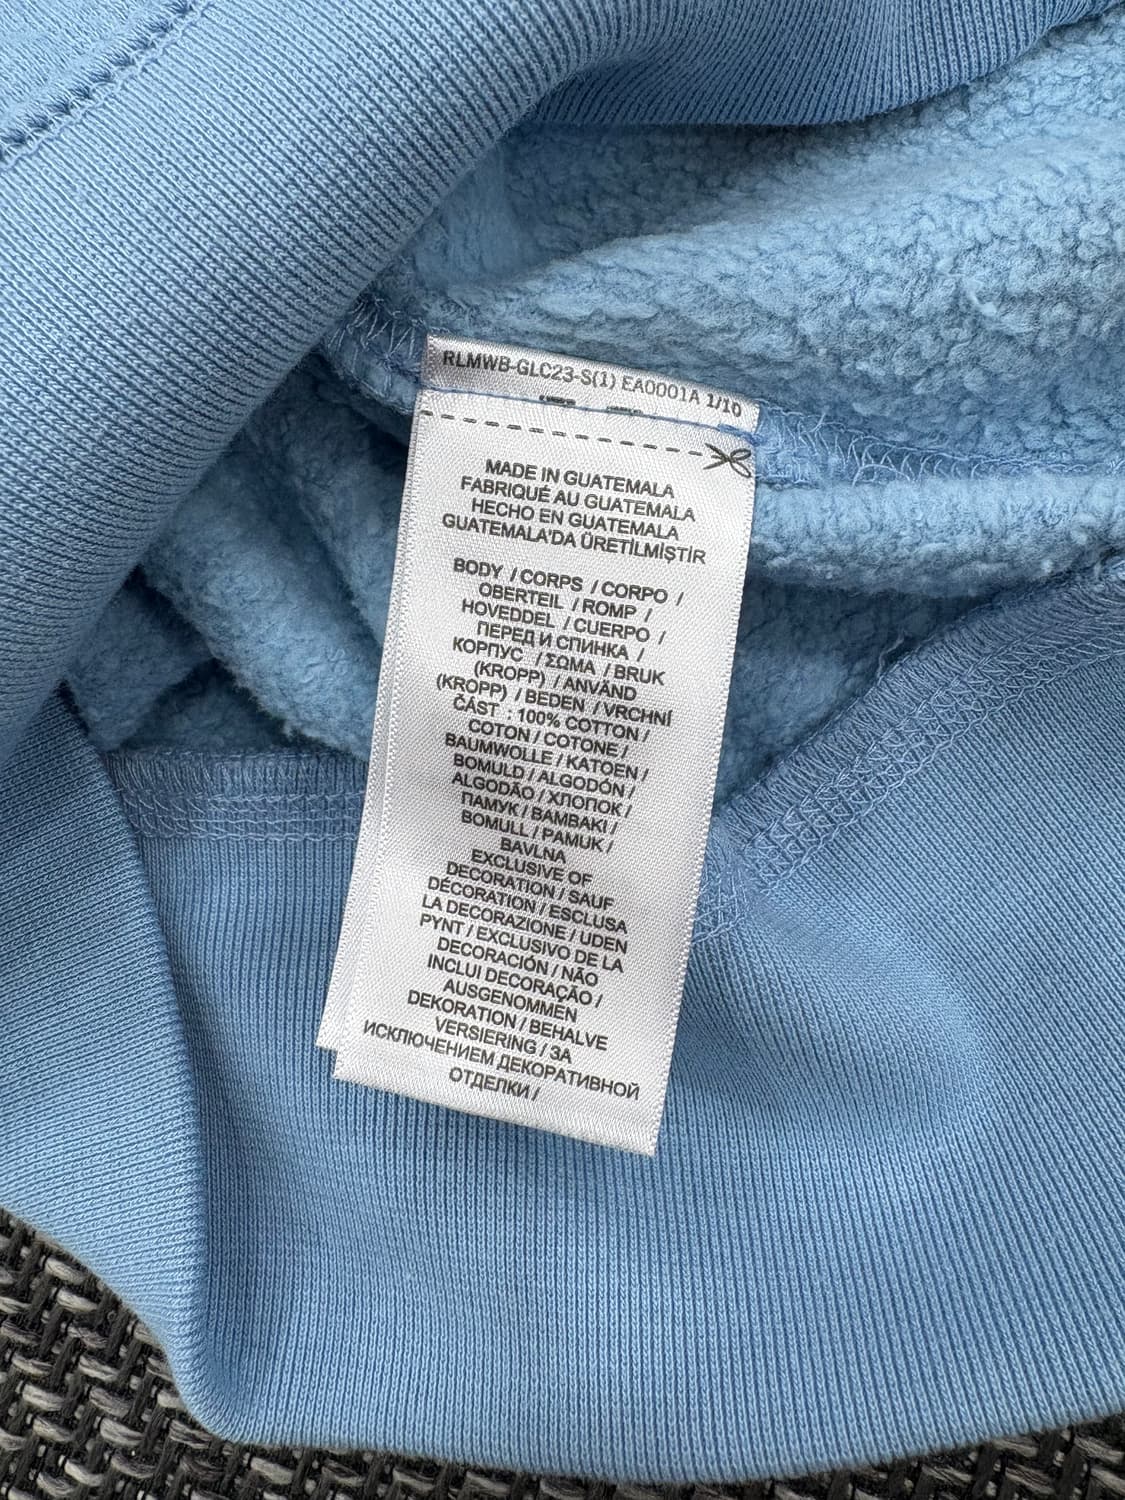 RLMWB-GLC23-S(1) EA0001A 1/10
MADE IN GUATEMALA
FABRIQUÉ AU GUATEMALA
HECHO EN GUATEMALA
GUATEMALA'DA ÜRETİLMİŞTİR
BODY / CORPS / CORPO /
OBERTEIL / ROMP /
HOVEDDEL / CUERPO /
ПЕРЕД И СПИНКА /
КОРПУС / ΣΩΜΑ / BRUK
(KROPP) / ANVÄND
(KROPP) / BEDEN / VRCHNÍ
ČÁST : 100% COTTON /
COTON / COTONE /
BAUMWOLLE / KATOEN /
BOMULD / ALGODÓN /
ALGODÃO / ХЛОПОК /
ПАМУК / ΒΑΜΒΑΚΙ /
BOMULL / PAMUK /
BAVLNA
EXCLUSIVE OF
DECORATION / SAUF
DÉCORATION / ESCLUSA
LA DECORAZIONE / UDEN
PYNT / EXCLUSIVO DE LA
DECORACIÓN / NÃO
INCLUI DECORAÇÃO /
AUSGENOMMEN
DEKORATION / BEHALVE
VERSIERING / ЗА
ИСКЛЮЧЕНИЕМ ДЕКОРАТИВНОЙ
ОТДЕЛКИ /